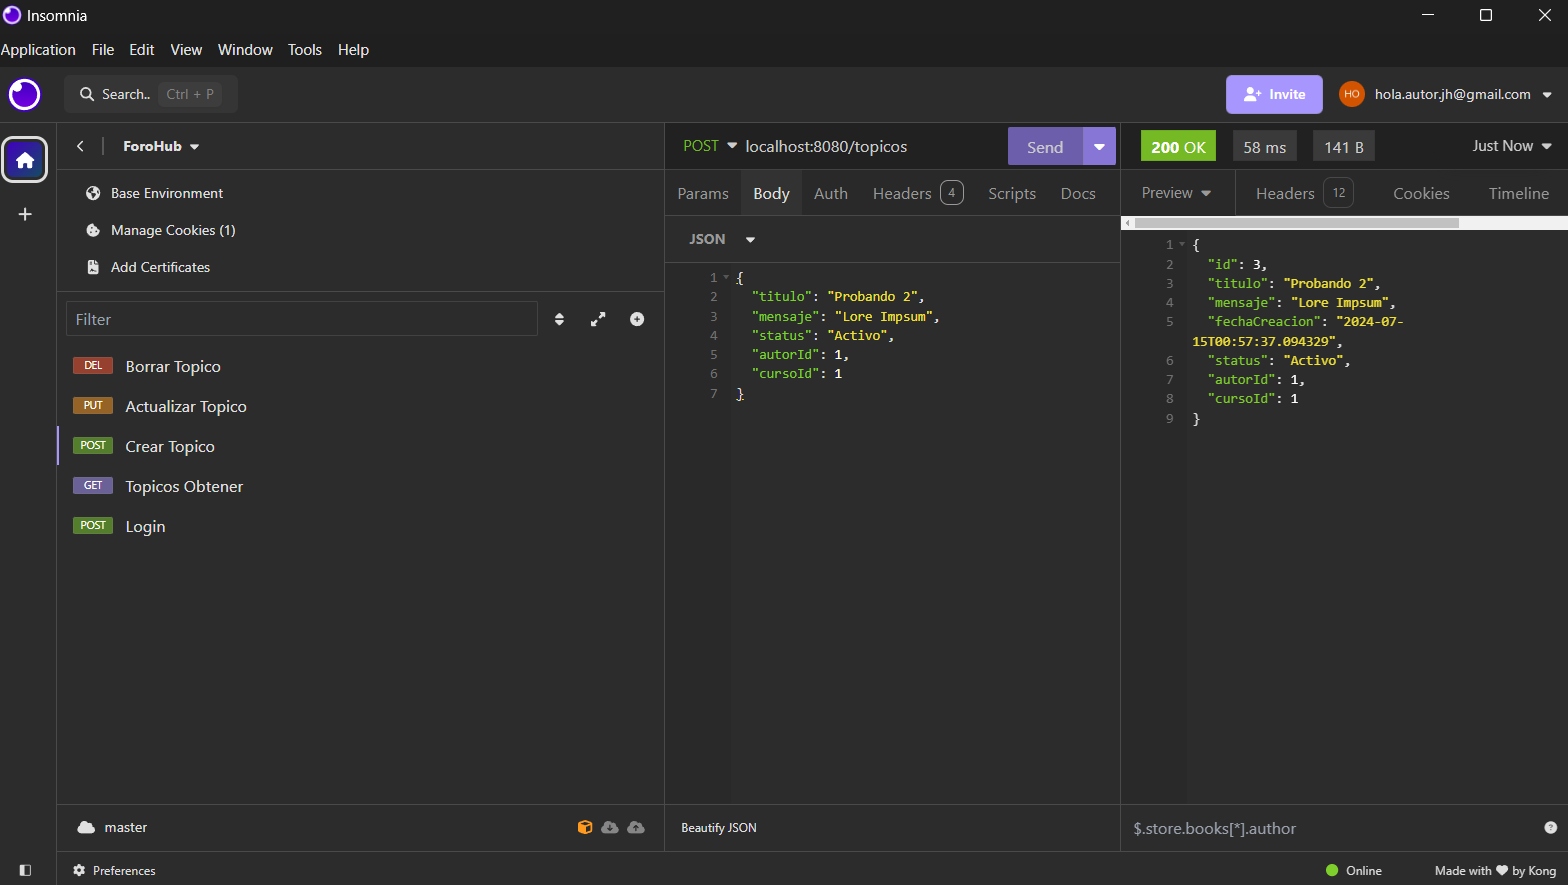 Insomnia
Application File Edit View Window Tools Help
Search.. Ctrl + P
Invite
HO hola.autor.jh@gmail.com
ForoHub
Base Environment
Manage Cookies (1)
Add Certificates
Filter
DEL Borrar Topico
PUT Actualizar Topico
POST Crear Topico
GET Topicos Obtener
POST Login
master
Preferences
POST localhost:8080/topicos Send
Params Body Auth Headers 4 Scripts Docs
JSON
1 {
2 "titulo": "Probando 2",
3 "mensaje": "Lore Impsum",
4 "status": "Activo",
5 "autorId": 1,
6 "cursoId": 1
7 }
Beautify JSON
200 OK 58 ms 141 B Just Now
Preview Headers 12 Cookies Timeline
1 {
2 "id": 3,
3 "titulo": "Probando 2",
4 "mensaje": "Lore Impsum",
5 "fechaCreacion": "2024-07-
15T00:57:37.094329",
6 "status": "Activo",
7 "autorId": 1,
8 "cursoId": 1
9 }
$.store.books[*].author ?
Online Made with ❤ by Kong